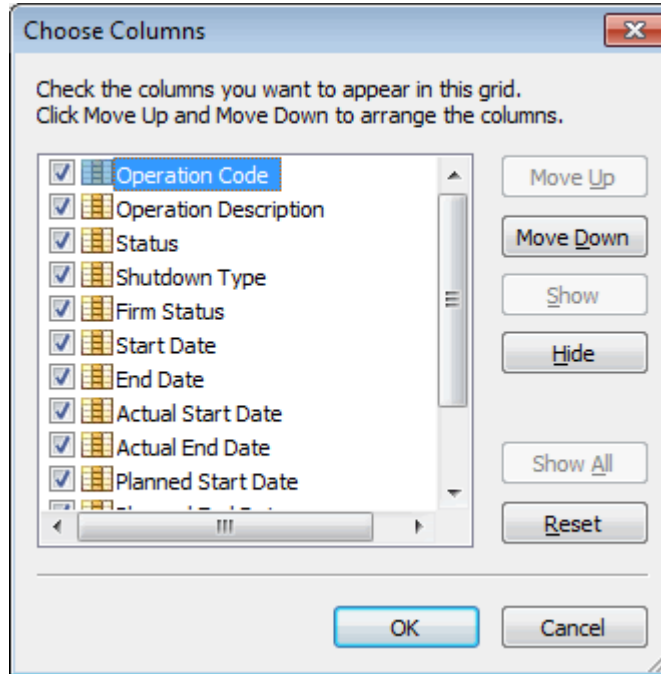 Choose Columns
Check the columns you want to appear in this grid.
Click Move Up and Move Down to arrange the columns.
Operation Code
Operation Description
Status
Shutdown Type
Firm Status
Start Date
End Date
Actual Start Date
Actual End Date
Planned Start Date
Move Up
Move Down
Show
Hide
Show All
Reset
OK
Cancel